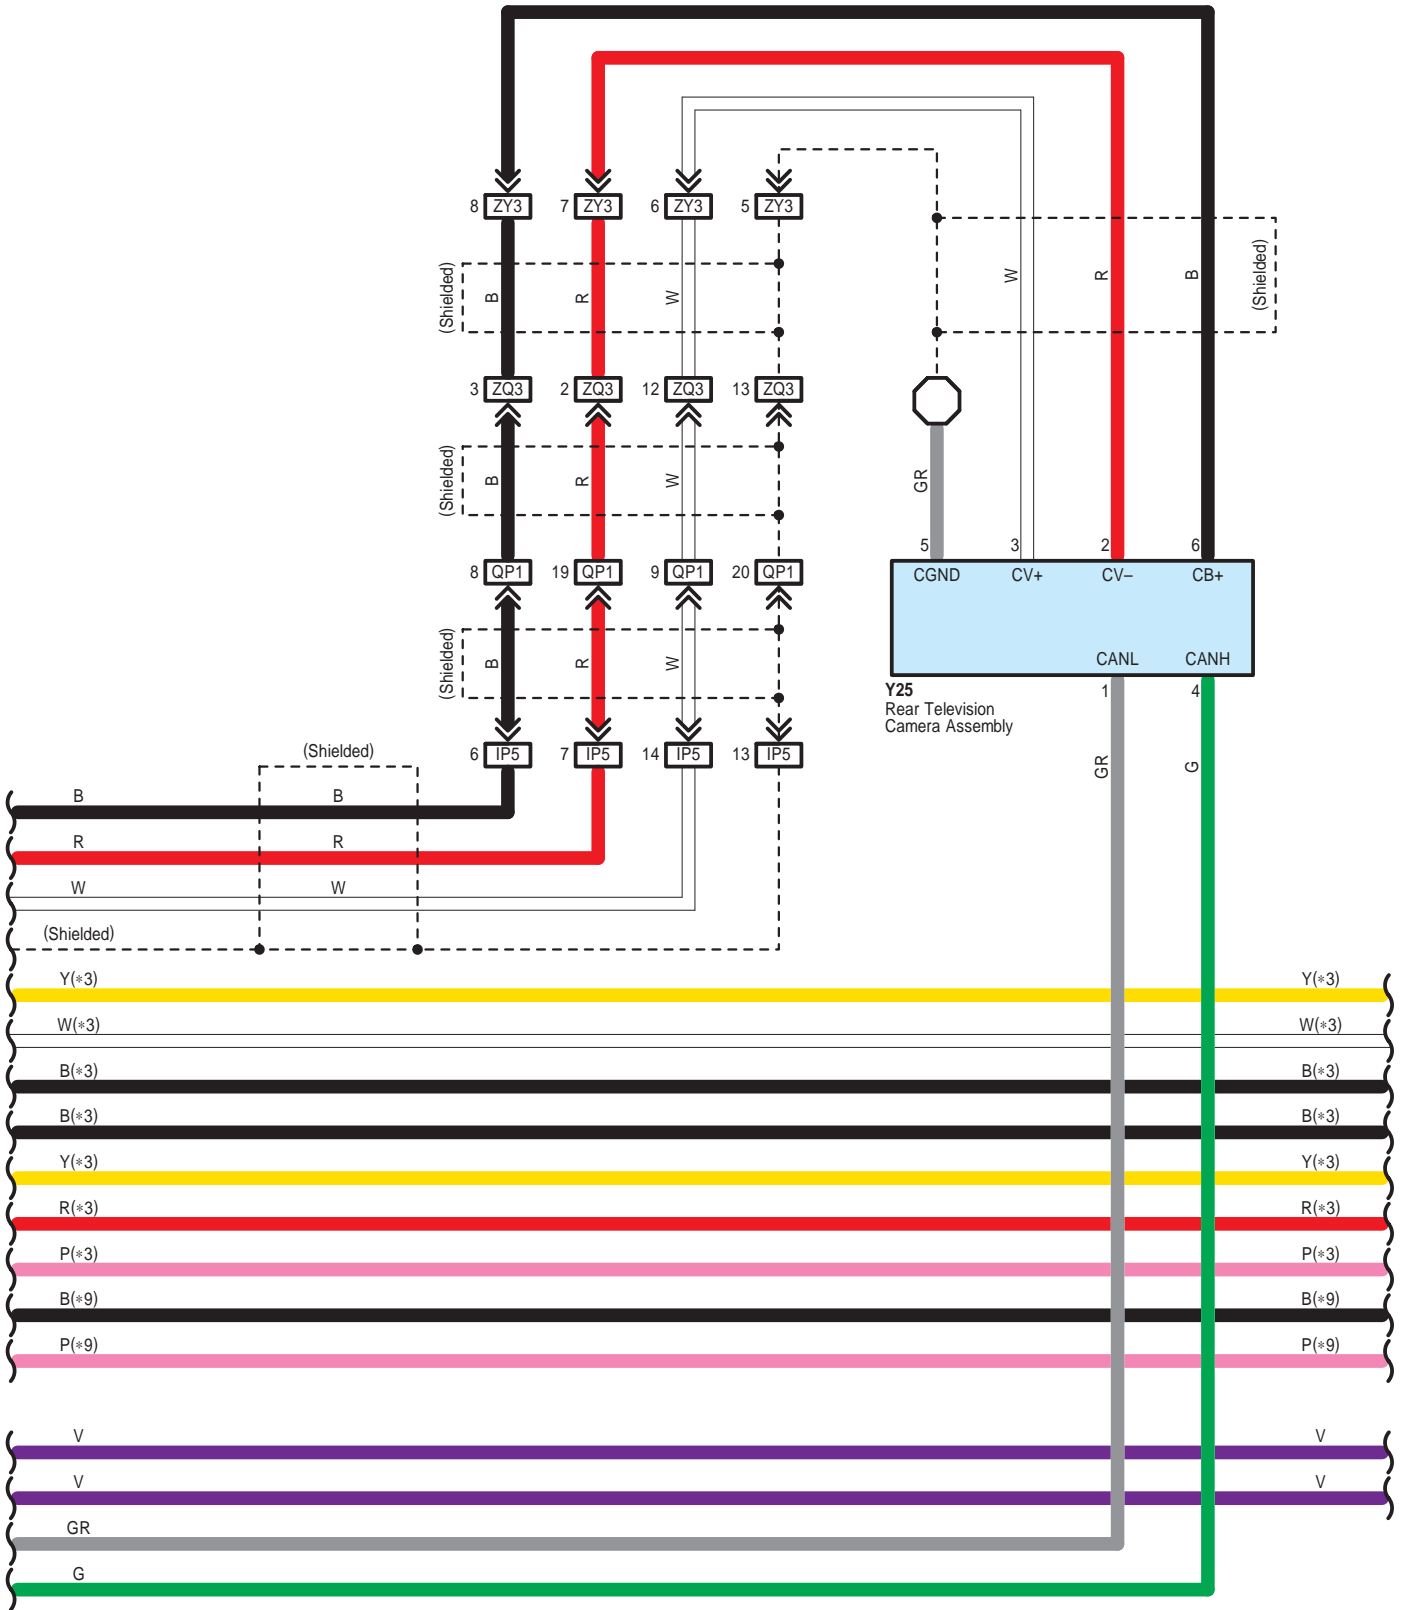 8 ZY3 7 ZY3 6 ZY3 5 ZY3
(Shielded) B R W
W R B (Shielded)
3 ZQ3 2 ZQ3 12 ZQ3 13 ZQ3
(Shielded) B R W
GR
5 3 2 6
8 QP1 19 QP1 9 QP1 20 QP1
CGND CV+ CV– CB+
(Shielded) B R W
CANL CANH
Y25
Rear Television
Camera Assembly
1 4
6 IP5 7 IP5 14 IP5 13 IP5
(Shielded)
GR G
B B
R R
W W
(Shielded)
Y(*3) Y(*3)
W(*3) W(*3)
B(*3) B(*3)
B(*3) B(*3)
Y(*3) Y(*3)
R(*3) R(*3)
P(*3) P(*3)
B(*9) B(*9)
P(*9) P(*9)
V V
V V
GR
G